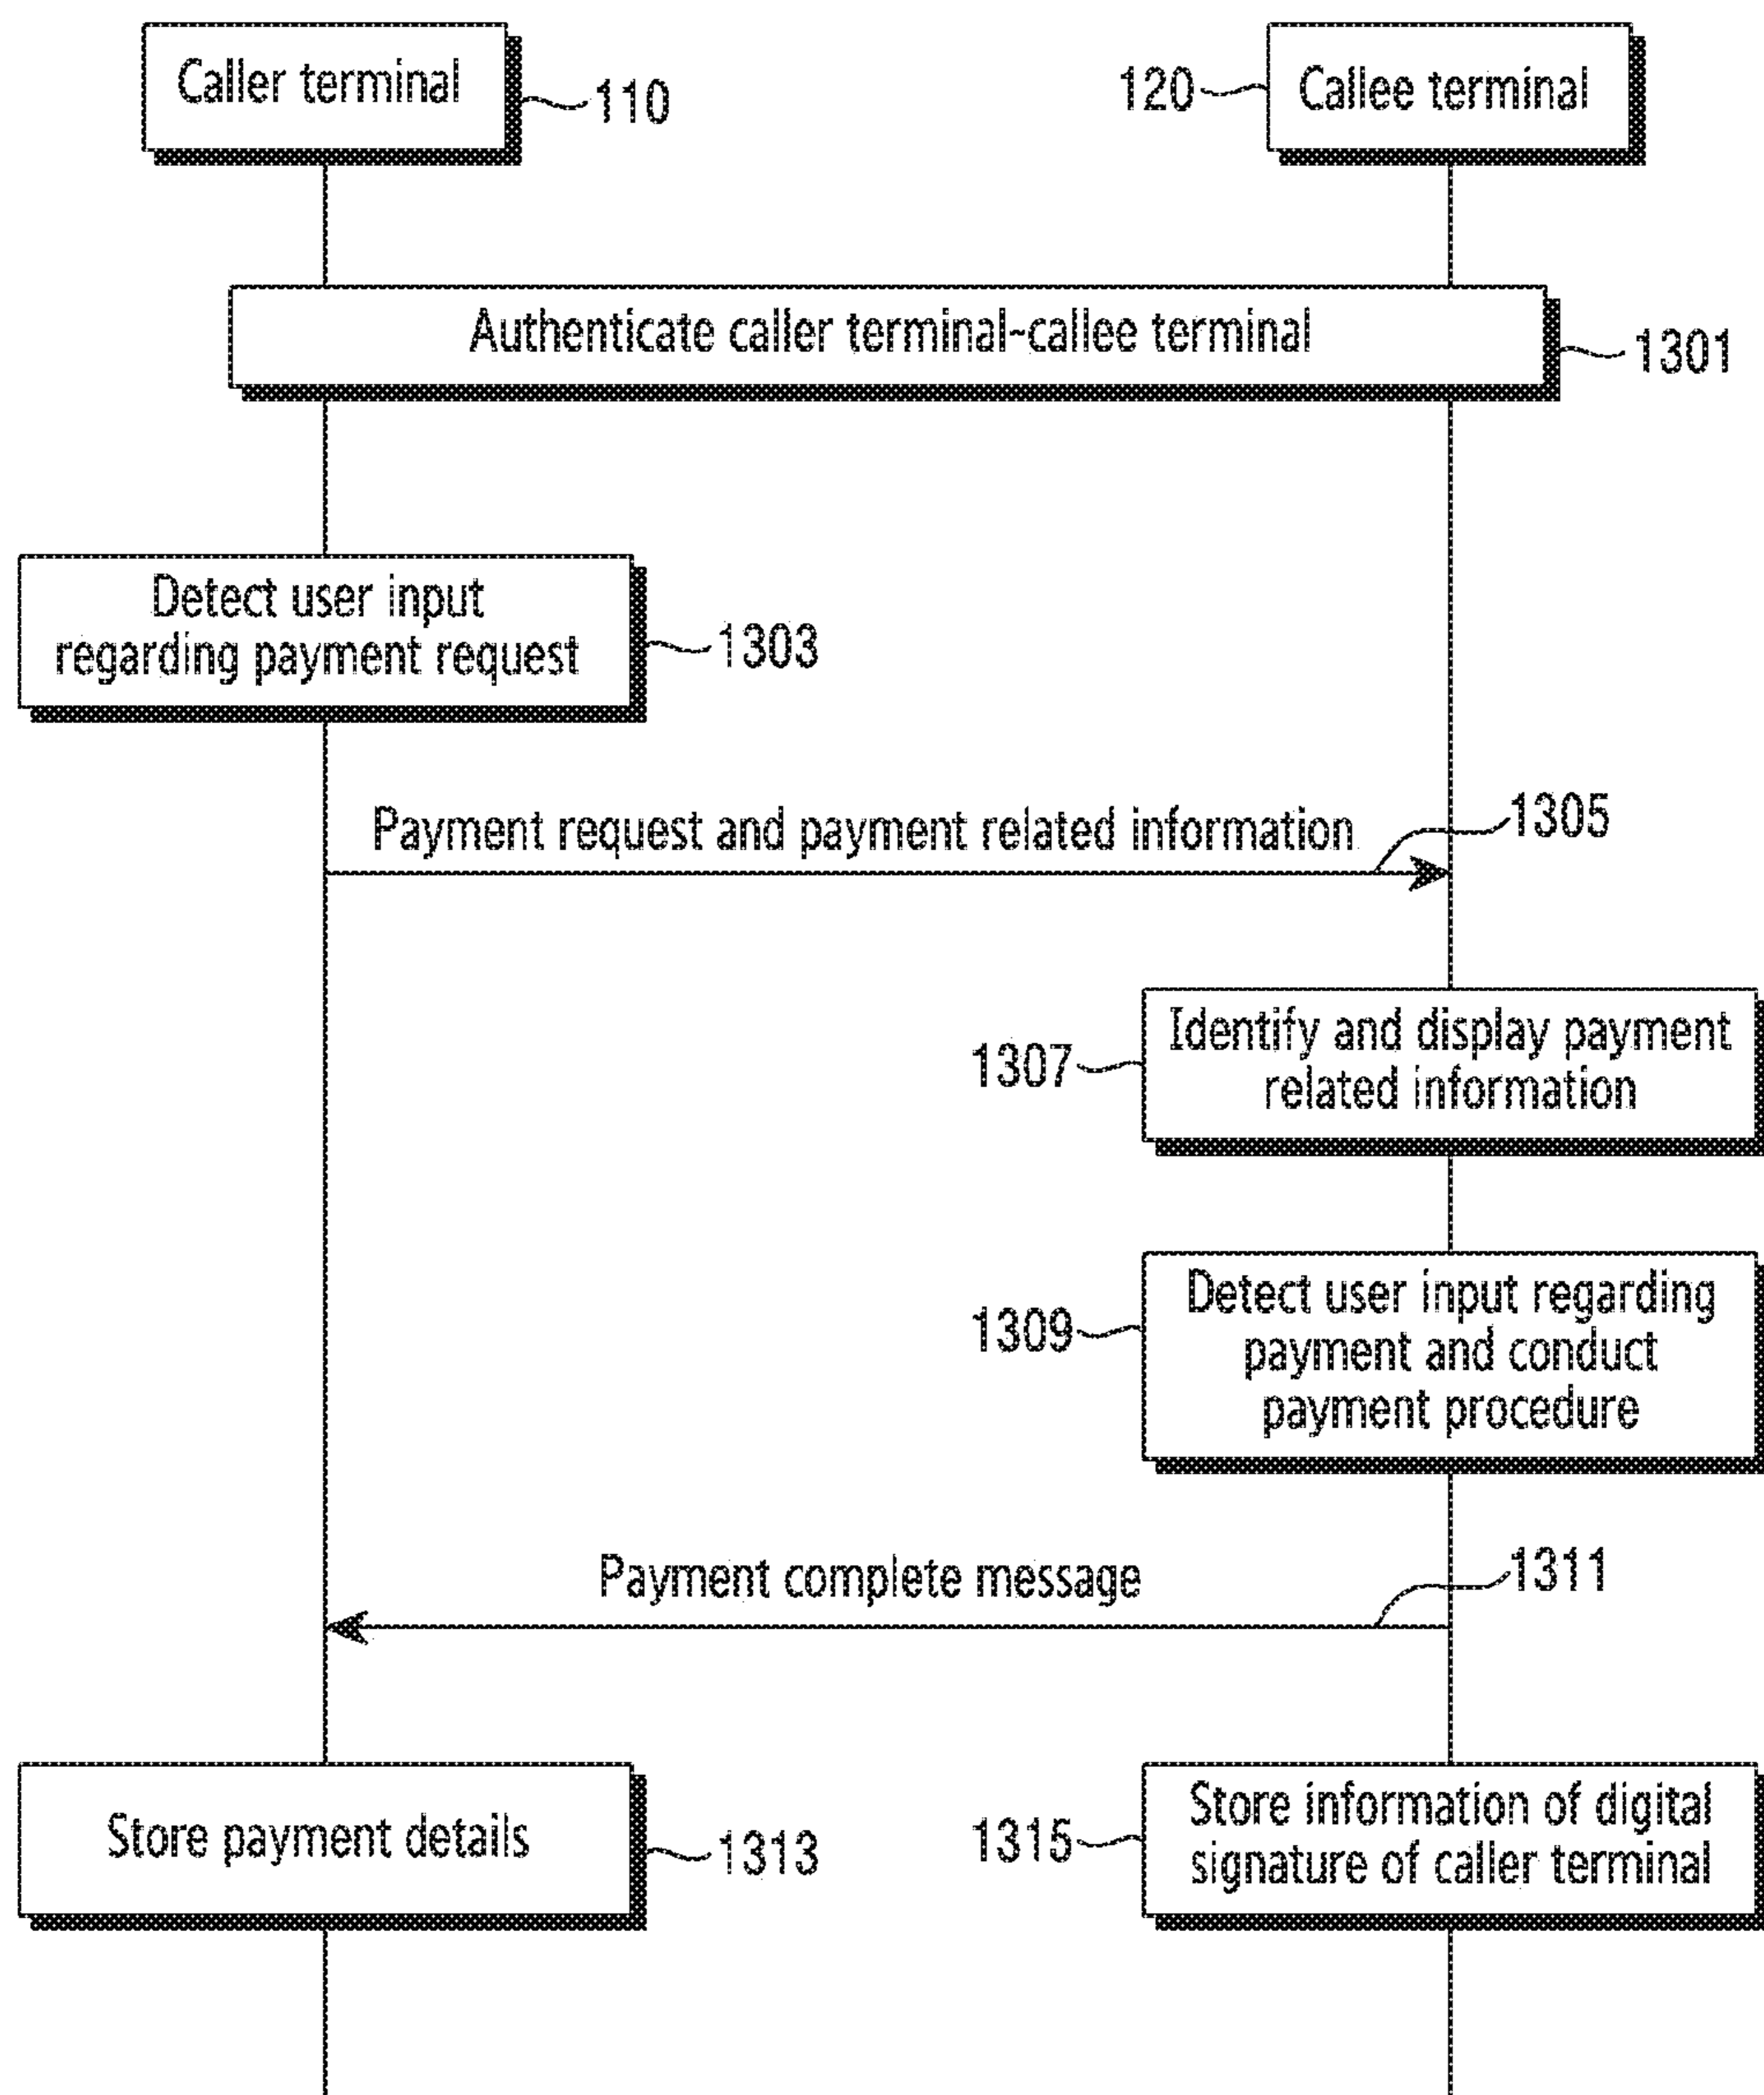 Caller terminal
110
120
Callee terminal
Authenticate caller terminal~callee terminal
1301
Detect user input
regarding payment request
1303
Payment request and payment related information
1305
1307
Identify and display payment
related information
1309
Detect user input regarding
payment and conduct
payment procedure
Payment complete message
1311
Store payment details
1313
1315
Store information of digital
signature of caller terminal